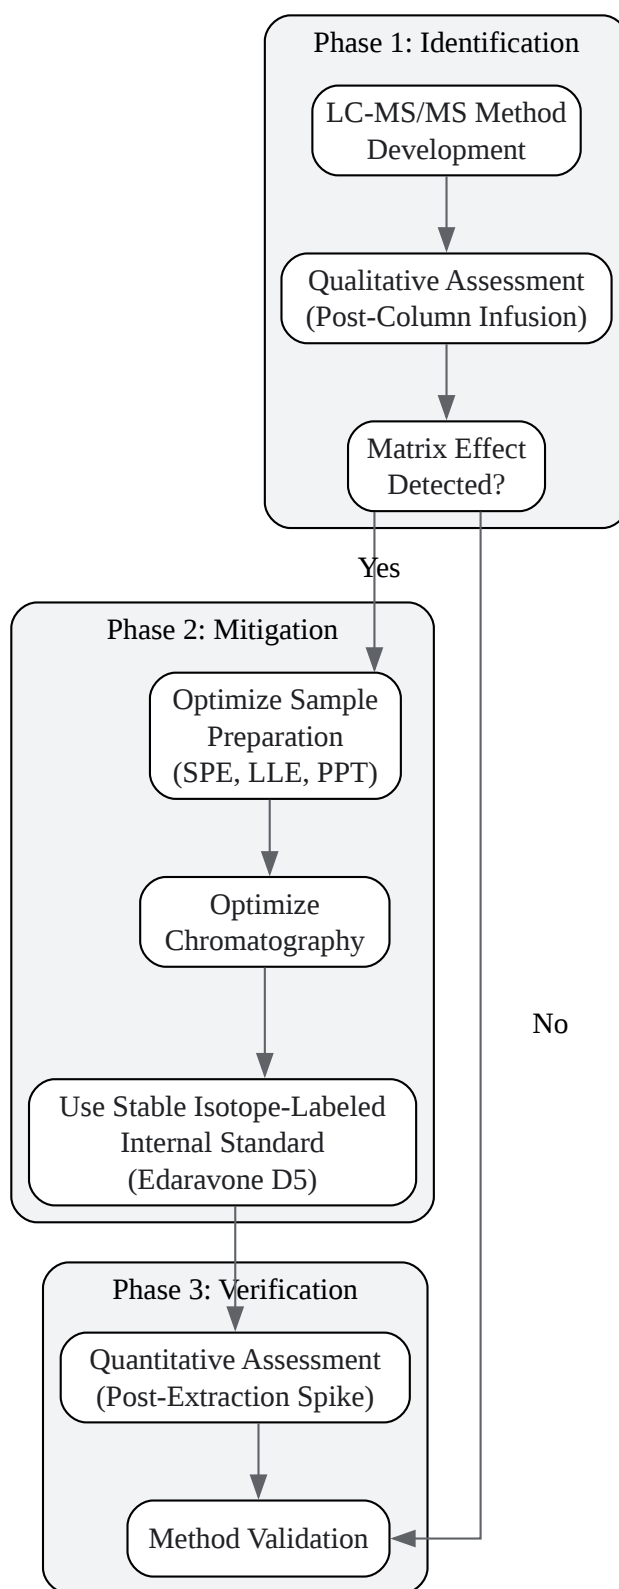 Phase 1: Identification
LC-MS/MS Method
Development
Qualitative Assessment
(Post-Column Infusion)
Matrix Effect
Detected?
Yes
Phase 2: Mitigation
Optimize Sample
Preparation
(SPE, LLE, PPT)
Optimize
Chromatography
No
Use Stable Isotope-Labeled
Internal Standard
(Edaravone D5)
Phase 3: Verification
Quantitative Assessment
(Post-Extraction Spike)
Method Validation